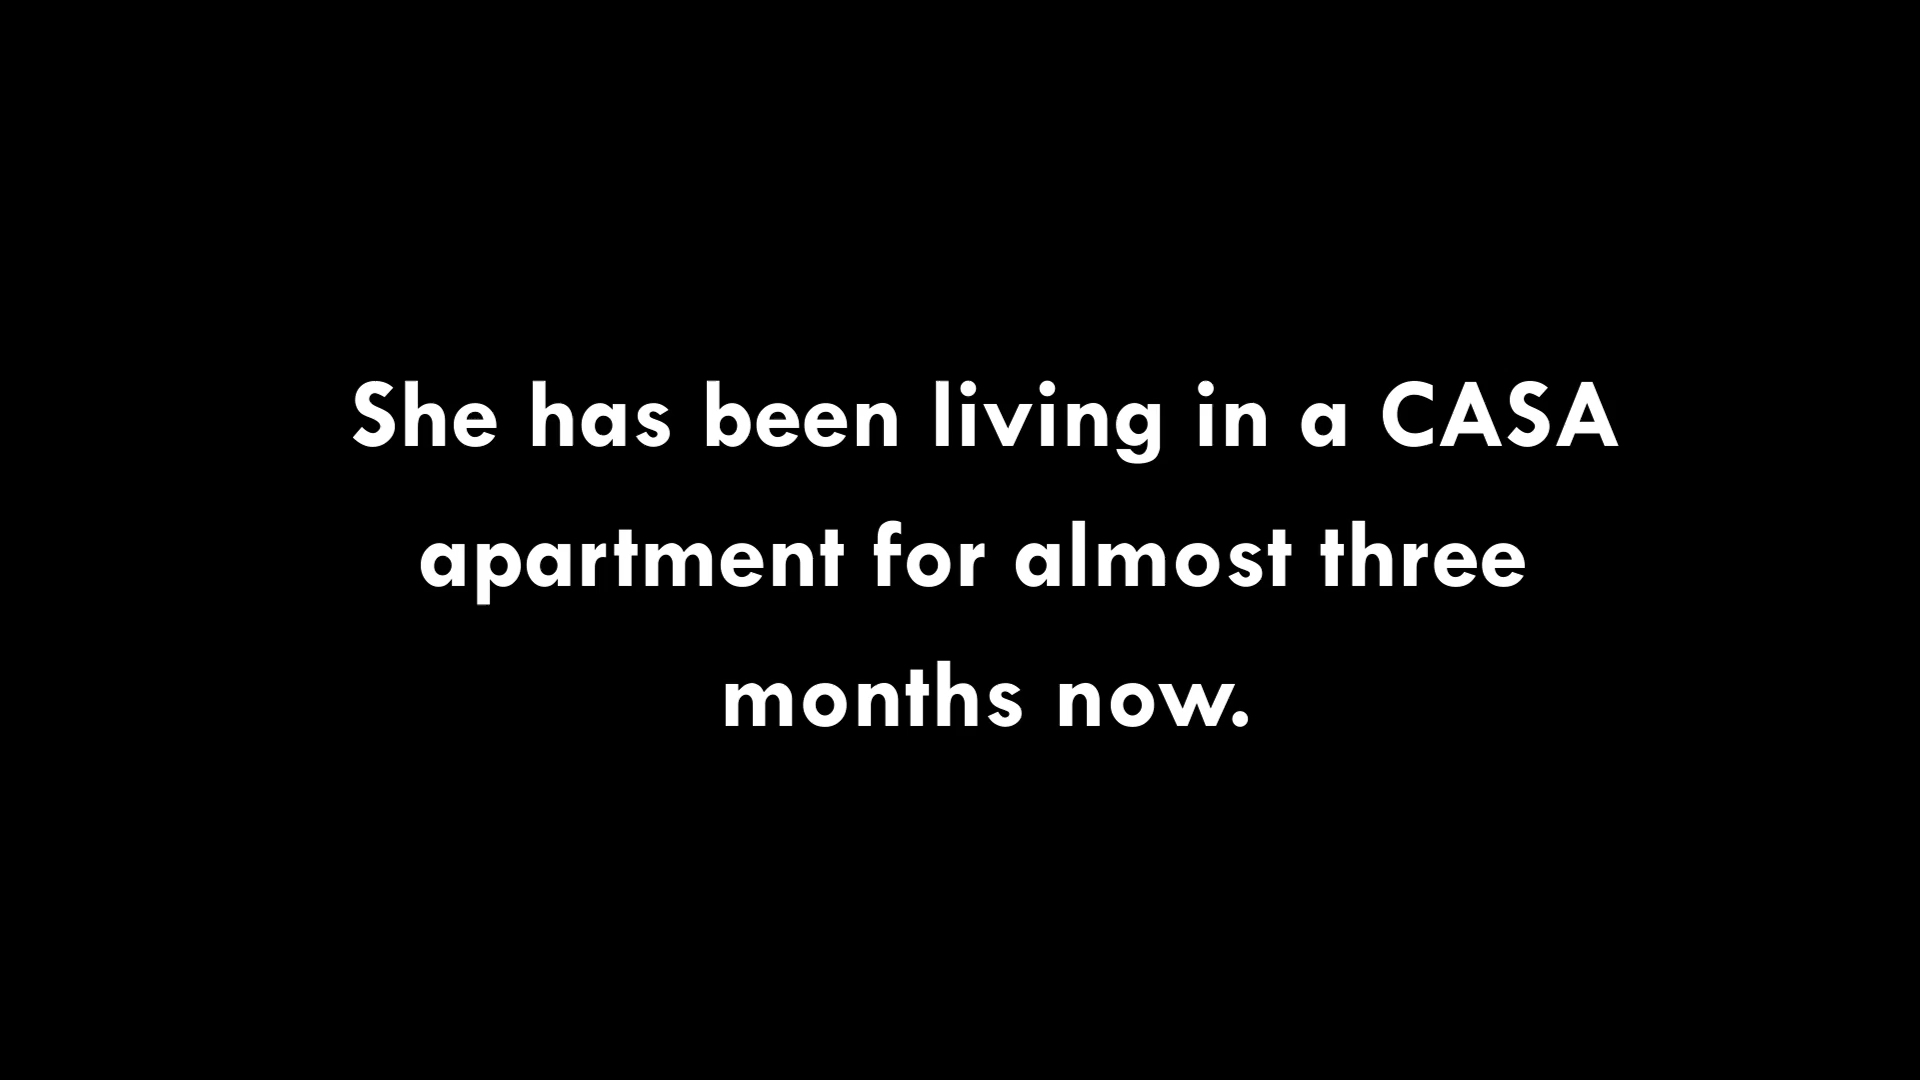 She has been living in a CASA
apartment for almost three
months now.